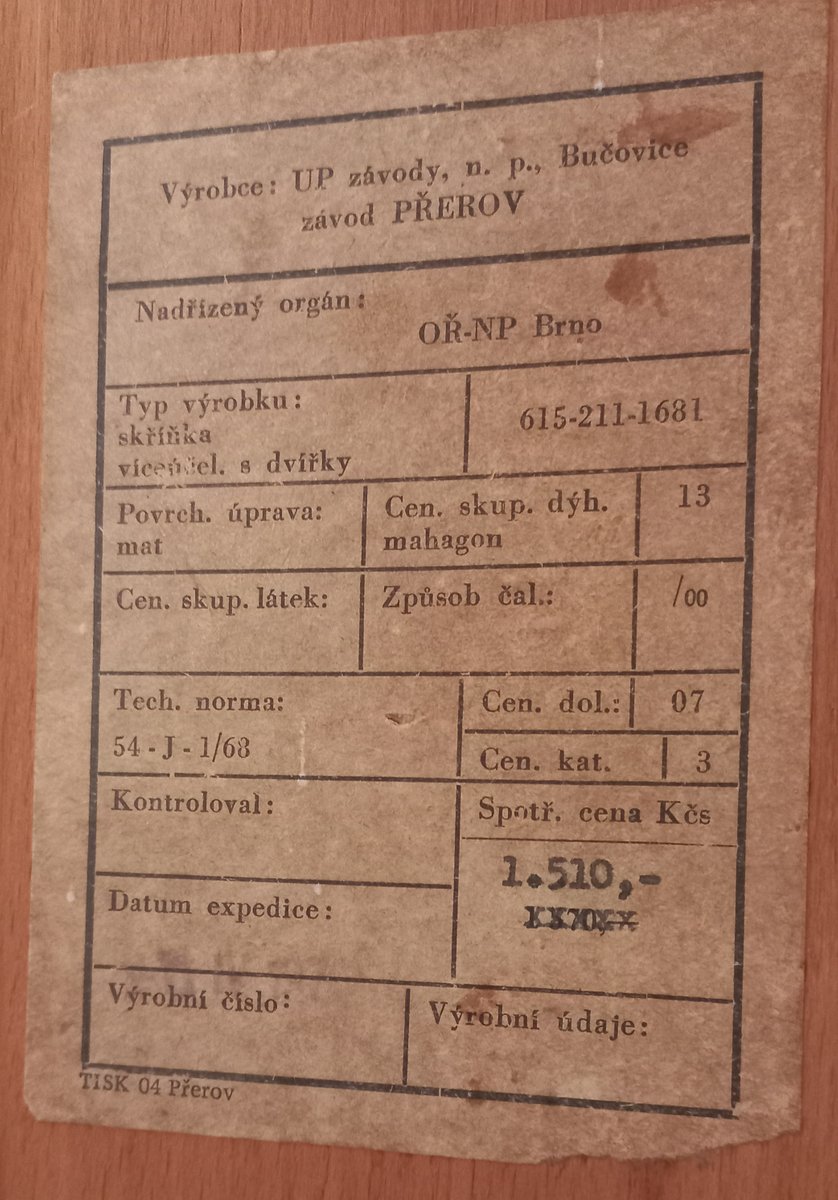 Výrobce: UP závody, n. p., Bučovice
závod PŘEROV
Nadřízený orgán:
OŘ-NP Brno
Typ výrobku:
skříňka
víceúčel. s dvířky
615-211-1681
Povrch. úprava:
mat
Cen. skup. dýh.
mahagon
13
Cen. skup. látek:
Způsob čal.:
/00
Tech. norma:
54 - J - 1/68
Cen. dol.:
07
Cen. kat.
3
Kontroloval:
Spotř. cena Kčs
1.510,-
Datum expedice:
Výrobní číslo:
Výrobní údaje:
TISK 04 Přerov